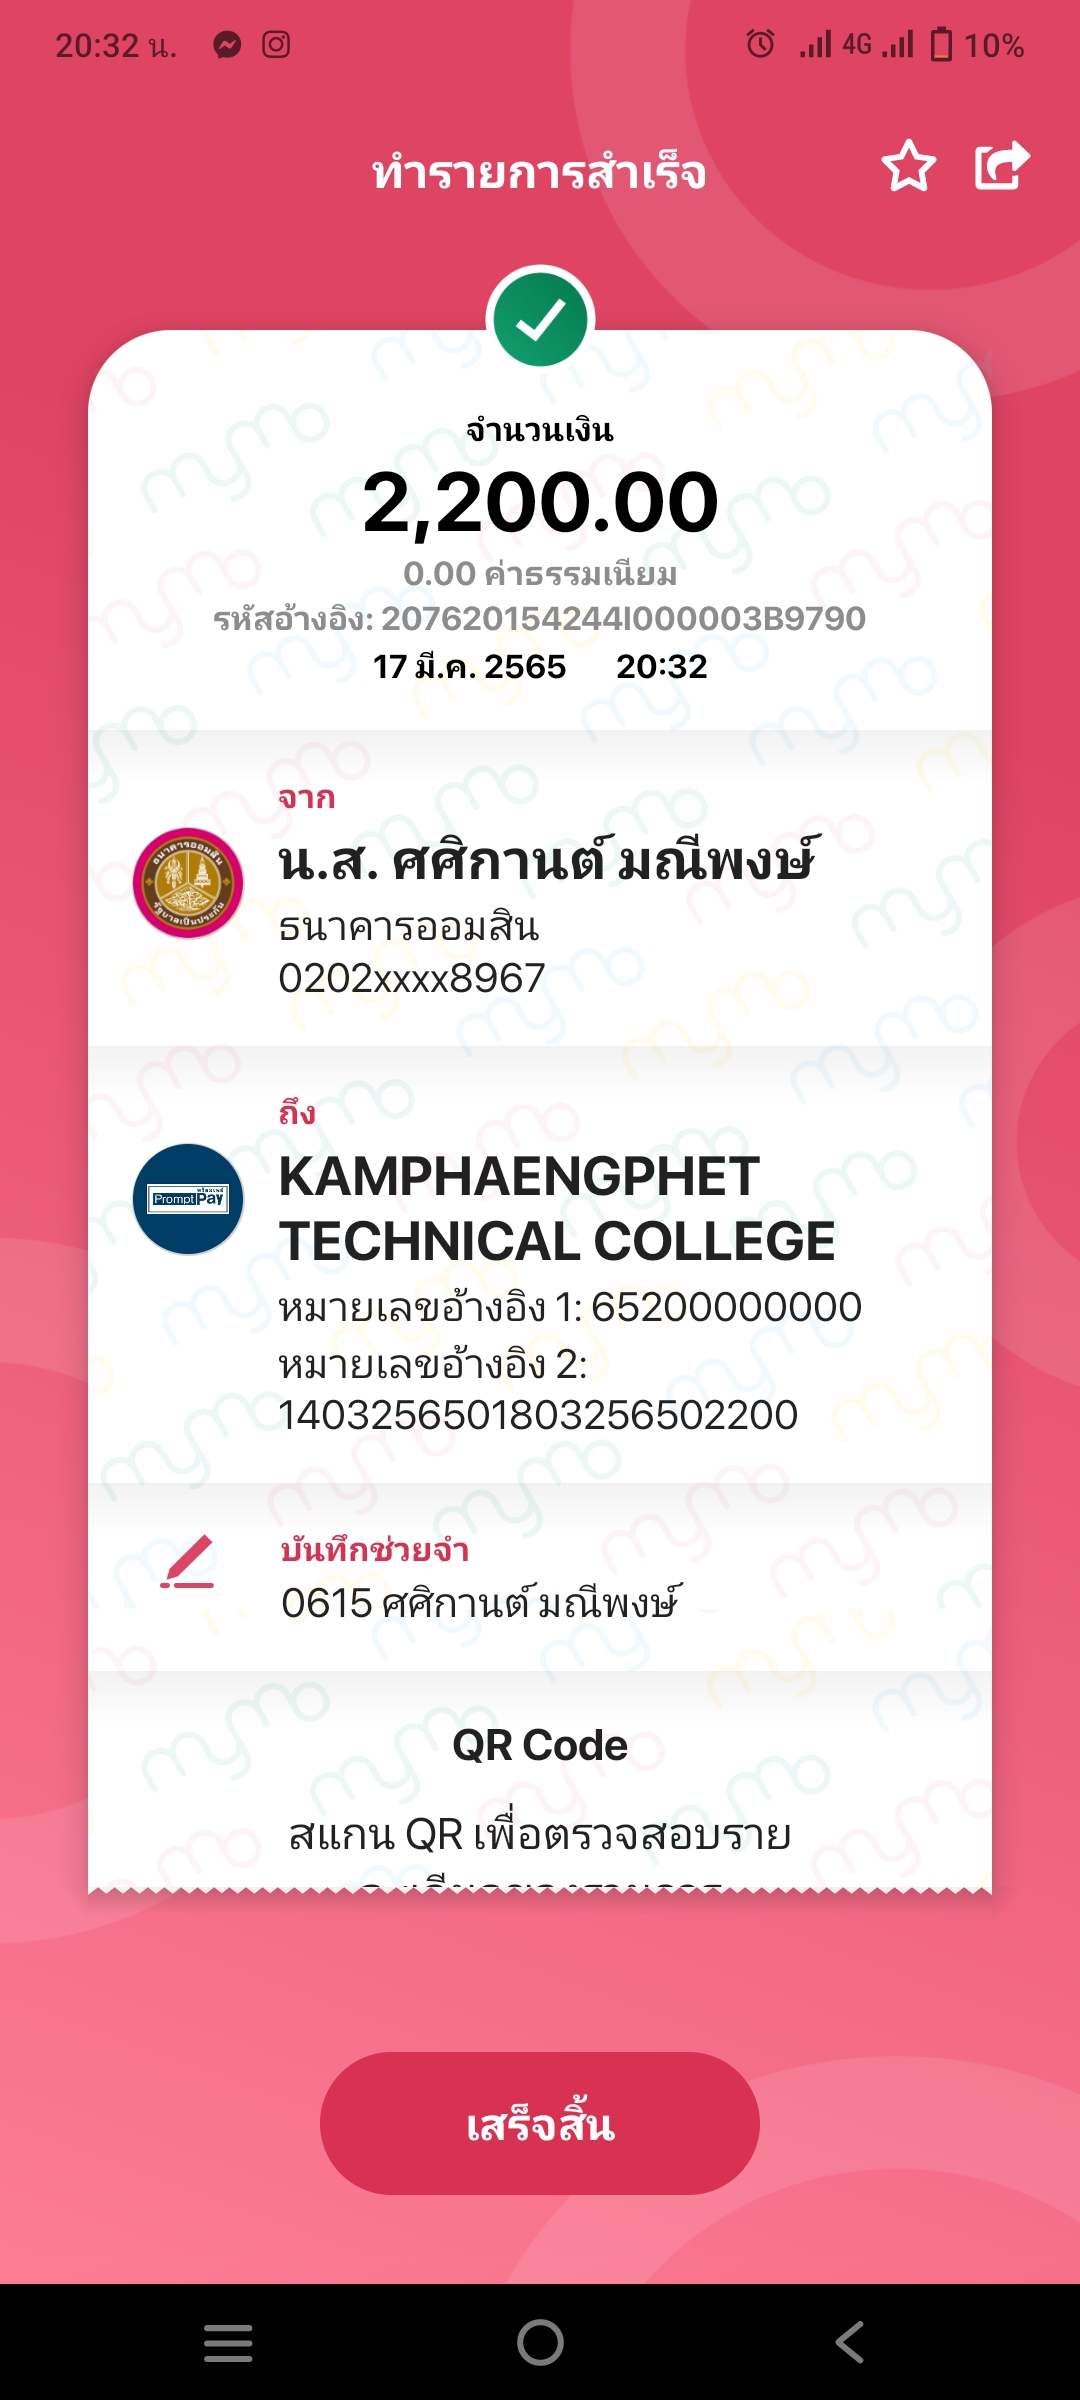 20:32 น.
4G
10%
ทำรายการสำเร็จ
จำนวนเงิน
2,200.00
0.00 ค่าธรรมเนียม
รหัสอ้างอิง: 207620154244I000003B9790
17 มี.ค. 2565 20:32
จาก
น.ส. ศศิกานต์ มณีพงษ์
ธนาคารออมสิน
0202xxxx8967
ถึง
PromptPay
KAMPHAENGPHET
TECHNICAL COLLEGE
หมายเลขอ้างอิง 1: 65200000000
หมายเลขอ้างอิง 2:
1403256501803256502200
บันทึกช่วยจำ
0615 ศศิกานต์ มณีพงษ์
QR Code
สแกน QR เพื่อตรวจสอบราย
เสร็จสิ้น